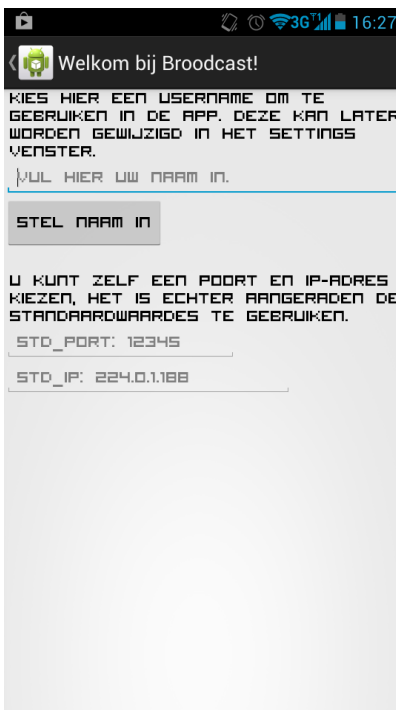 3G 16:27
Welkom bij Broodcast!
KIES HIER EEN USERNAME OM TE
GEBRUIKEN IN DE APP. DEZE KAN LATER
WORDEN GEWIJZIGD IN HET SETTINGS
VENSTER.
VUL HIER UW NAAM IN.
STEL NAAM IN
U KUNT ZELF EEN POORT EN IP-ADRES
KIEZEN, HET IS ECHTER AANGERADEN DE
STANDAARDWAARDES TE GEBRUIKEN.
STD_PORT: 12345
STD_IP: 224.0.1.188